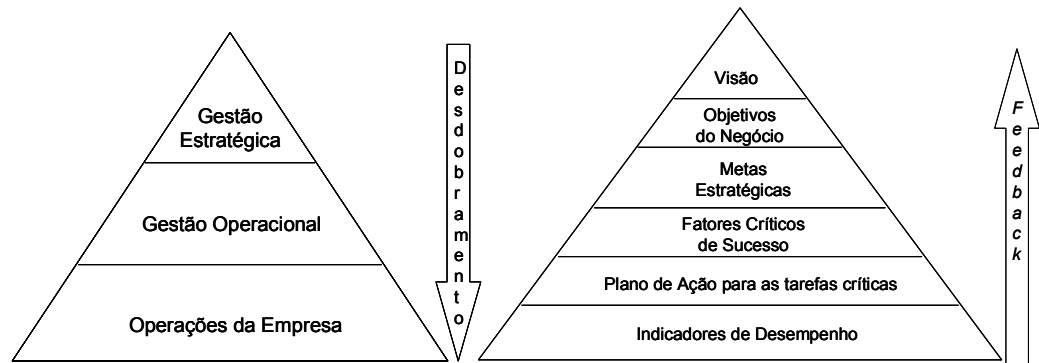 Gestão
Estratégica
Gestão Operacional
Operações da Empresa
Desdobramento
Visão
Objetivos
do Negócio
Metas
Estratégicas
Fatores Críticos
de Sucesso
Plano de Ação para as tarefas críticas
Indicadores de Desempenho
Feedback